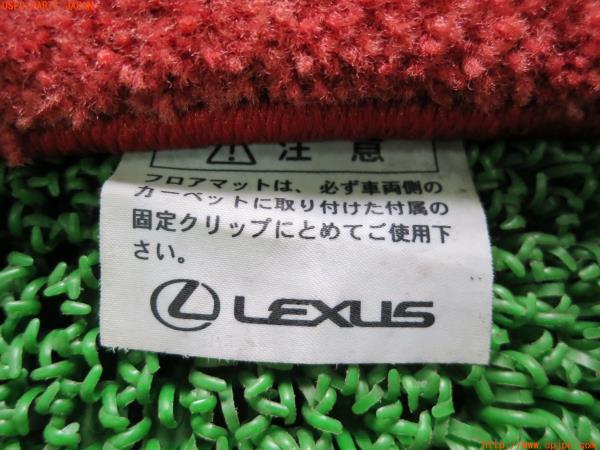 USED PARTS JAPAN
注意
フロアマットは、必ず車両側の
カーペットに取り付けた付属の
固定クリップにとめてご使用下
さい。
LEXUS
UPJ
http://www.upjpe.com